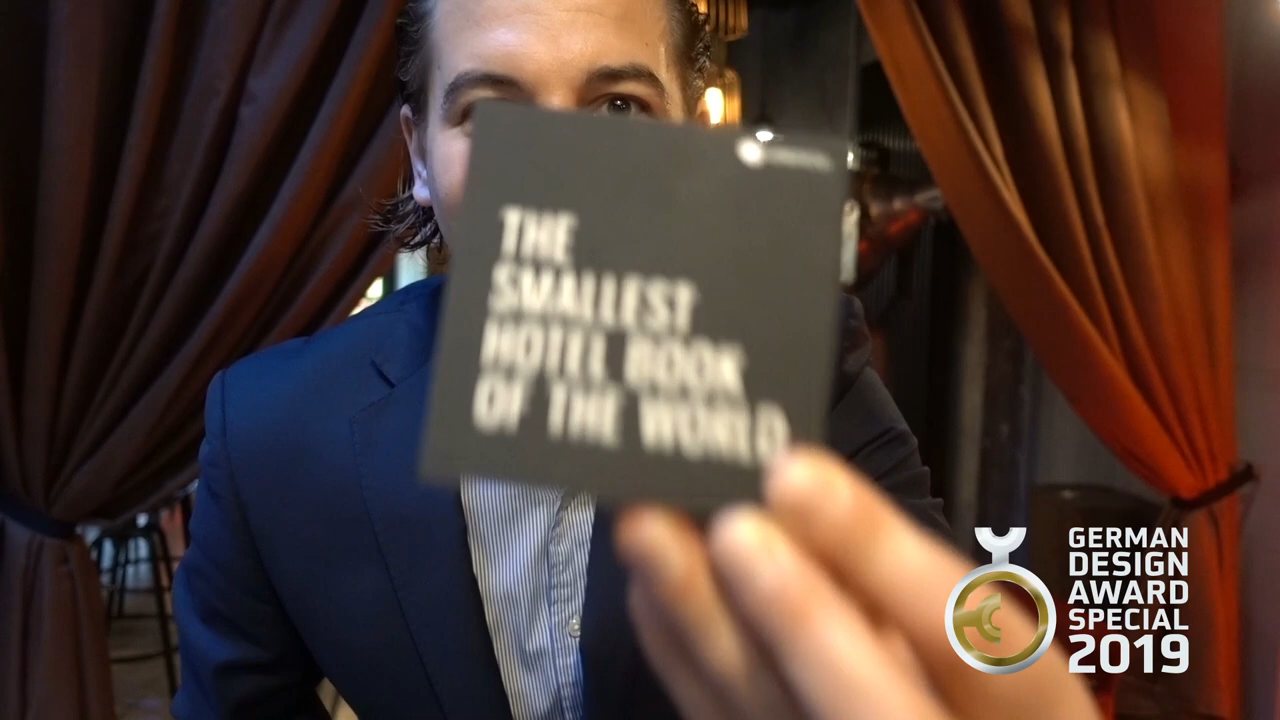 THE
SMALLEST
HOTEL BOOK
OF THE WORLD
GERMAN
DESIGN
AWARD
SPECIAL
2019